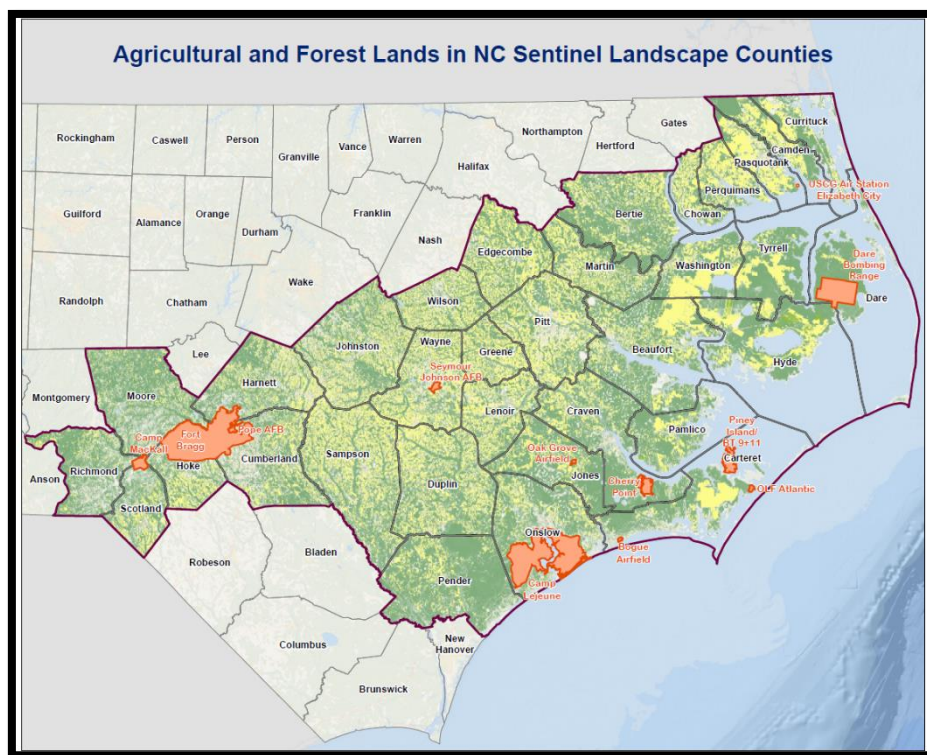 Agricultural and Forest Lands in NC Sentinel Landscape Counties
Rockingham
Caswell
Person
Granville
Vance
Warren
Northampton
Gates
Hertford
Halifax
Currituck
Camden
Pasquotank
Perquimans
Chowan
USCG Air Station
Elizabeth City
Guilford
Alamance
Orange
Durham
Franklin
Nash
Bertie
Edgecombe
Martin
Washington
Tyrrell
Dare
Bombing
Range
Dare
Randolph
Chatham
Wake
Wilson
Johnston
Wayne
Greene
Pitt
Beaufort
Hyde
Lee
Harnett
Seymour
Johnson AFB
Lenoir
Craven
Pamlico
Montgomery
Moore
Camp
MacKall
Fort
Bragg
Pope AFB
Cumberland
Sampson
Duplin
Oak Grove
Airfield
Jones
Cherry
Point
Piney
Island/
BT 9+11
Carteret
OLF Atlantic
Anson
Richmond
Hoke
Scotland
Onslow
Bogue
Airfield
Camp
Lejeune
Robeson
Bladen
Pender
Columbus
New
Hanover
Brunswick